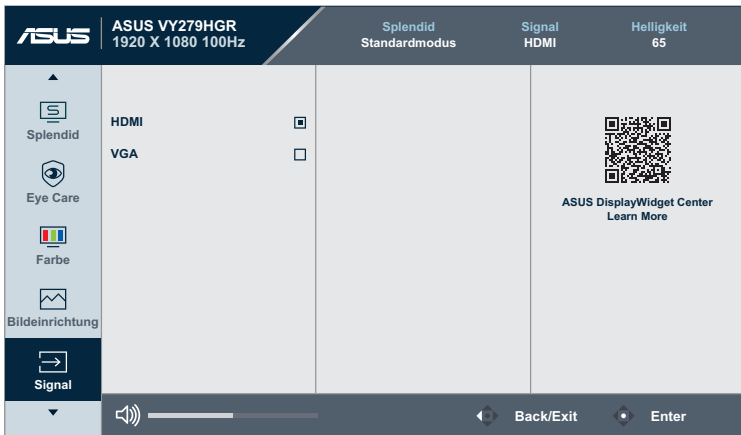 ASUS
ASUS VY279HGR
1920 X 1080 100Hz
Splendid
Standardmodus
Signal
HDMI
Helligkeit
65
Splendid
Eye Care
Farbe
Bildeinrichtung
Signal
HDMI
VGA
ASUS DisplayWidget Center
Learn More
Back/Exit
Enter